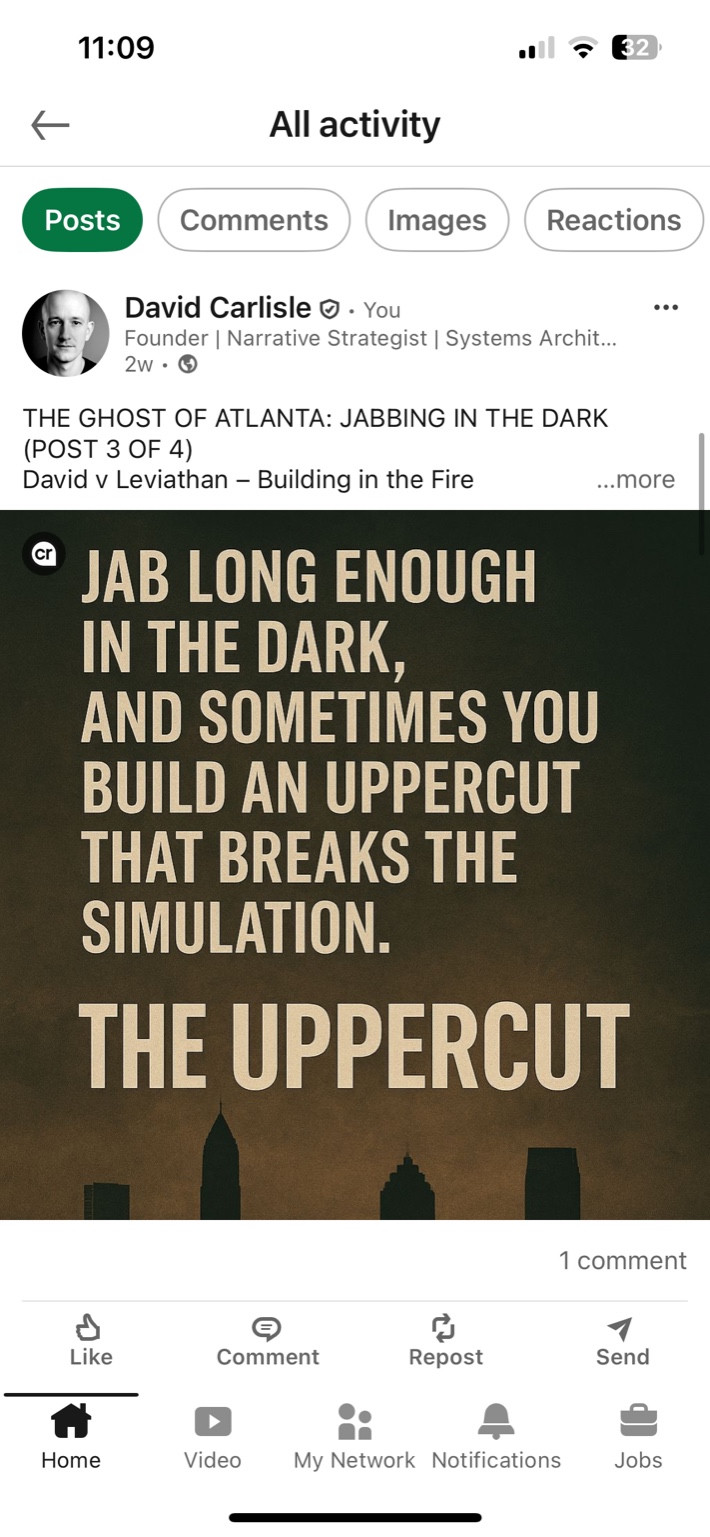 11:09
32
All activity
Posts
Comments
Images
Reactions
David Carlisle • You
Founder | Narrative Strategist | Systems Archit...
2w •
THE GHOST OF ATLANTA: JABBING IN THE DARK
(POST 3 OF 4)
David v Leviathan – Building in the Fire ...more
cr
JAB LONG ENOUGH
IN THE DARK,
AND SOMETIMES YOU
BUILD AN UPPERCUT
THAT BREAKS THE
SIMULATION.
THE UPPERCUT
1 comment
Like
Comment
Repost
Send
Home
Video
My Network
Notifications
Jobs